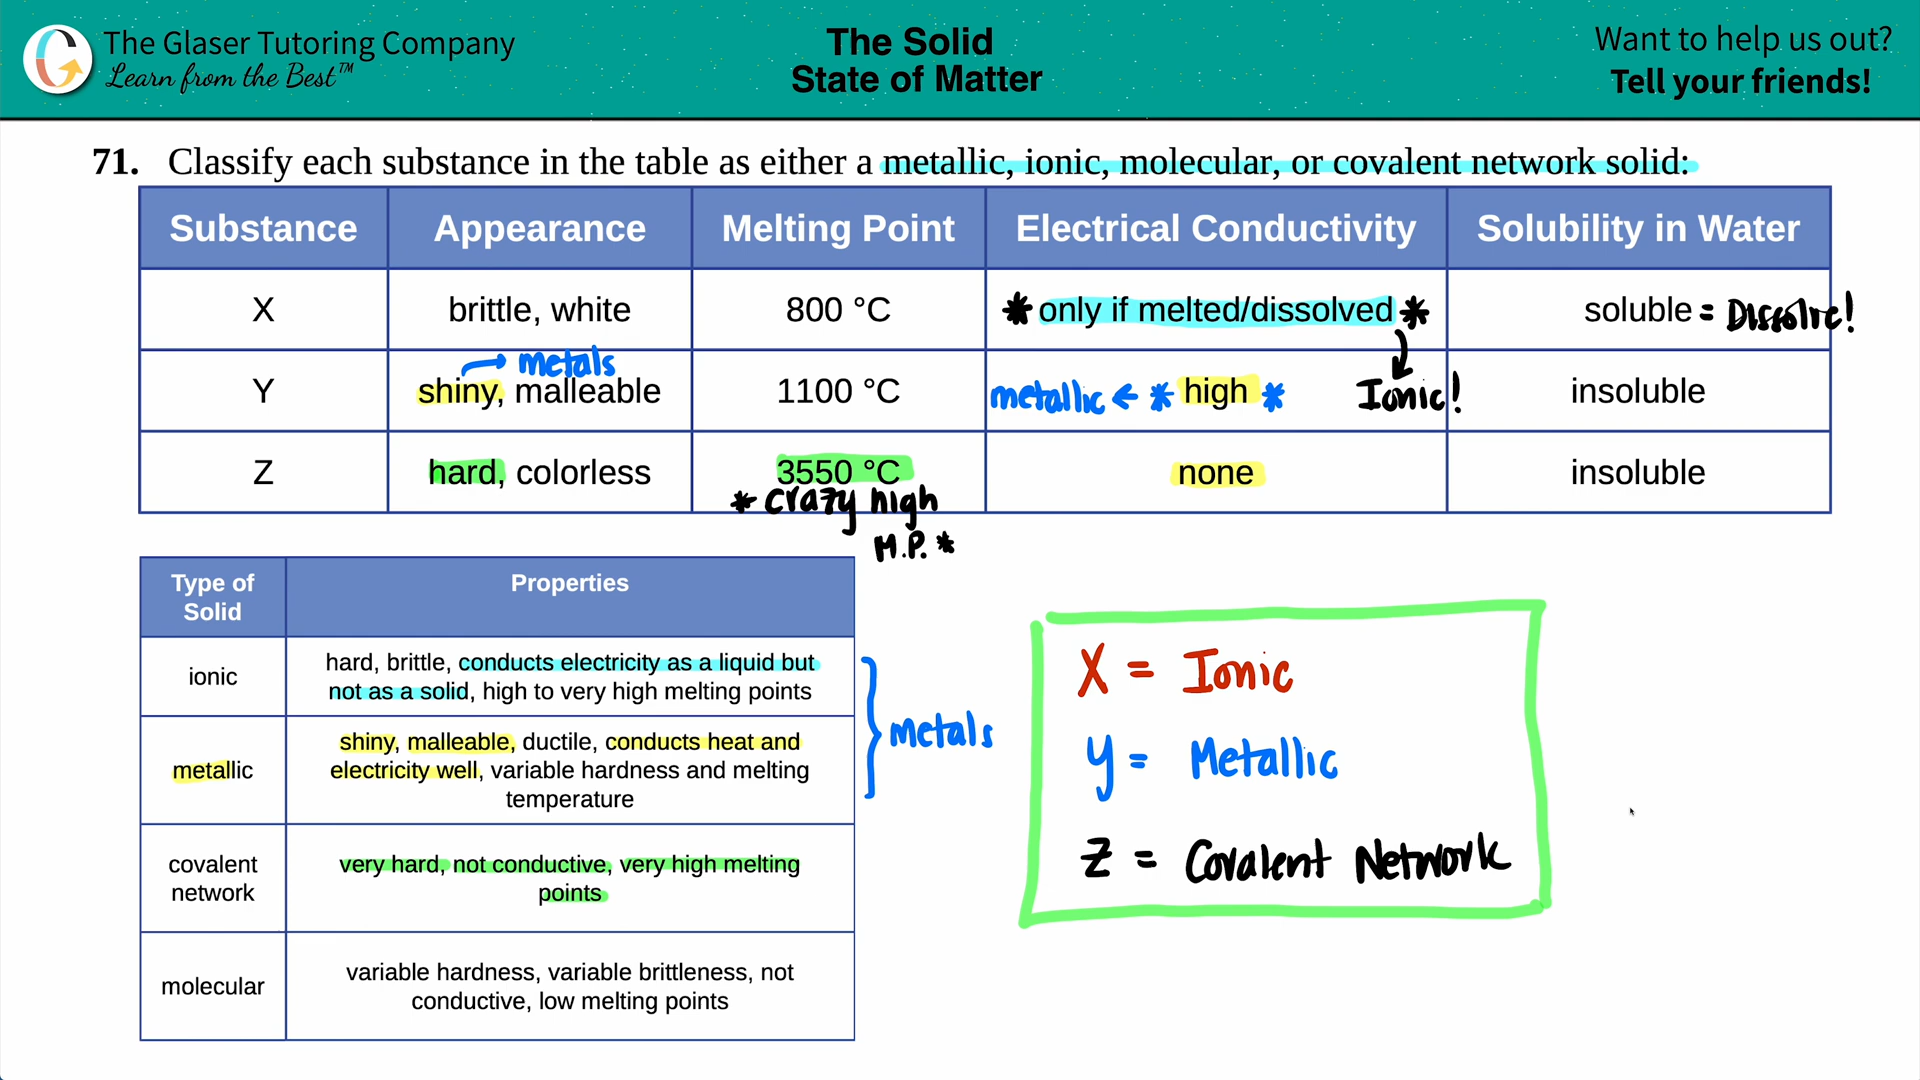 The Glaser Tutoring Company
Learn from the Best™
The Solid
State of Matter
Want to help us out?
Tell your friends!
71. Classify each substance in the table as either a metallic, ionic, molecular, or covalent network solid:
Substance Appearance Melting Point Electrical Conductivity Solubility in Water
X brittle, white 800 °C * only if melted/dissolved * soluble = Dissolve!
→ metals
Y shiny, malleable 1100 °C metallic ← * high * Ionic! insoluble
Z hard, colorless 3550 °C none insoluble
* crazy high
M.P. *
Type of
Solid
Properties
ionic
hard, brittle, conducts electricity as a liquid but
not as a solid, high to very high melting points
metallic
shiny, malleable, ductile, conducts heat and
electricity well, variable hardness and melting
temperature
metals
covalent
network
very hard, not conductive, very high melting
points
molecular
variable hardness, variable brittleness, not
conductive, low melting points
X = Ionic
Y = Metallic
Z = Covalent Network